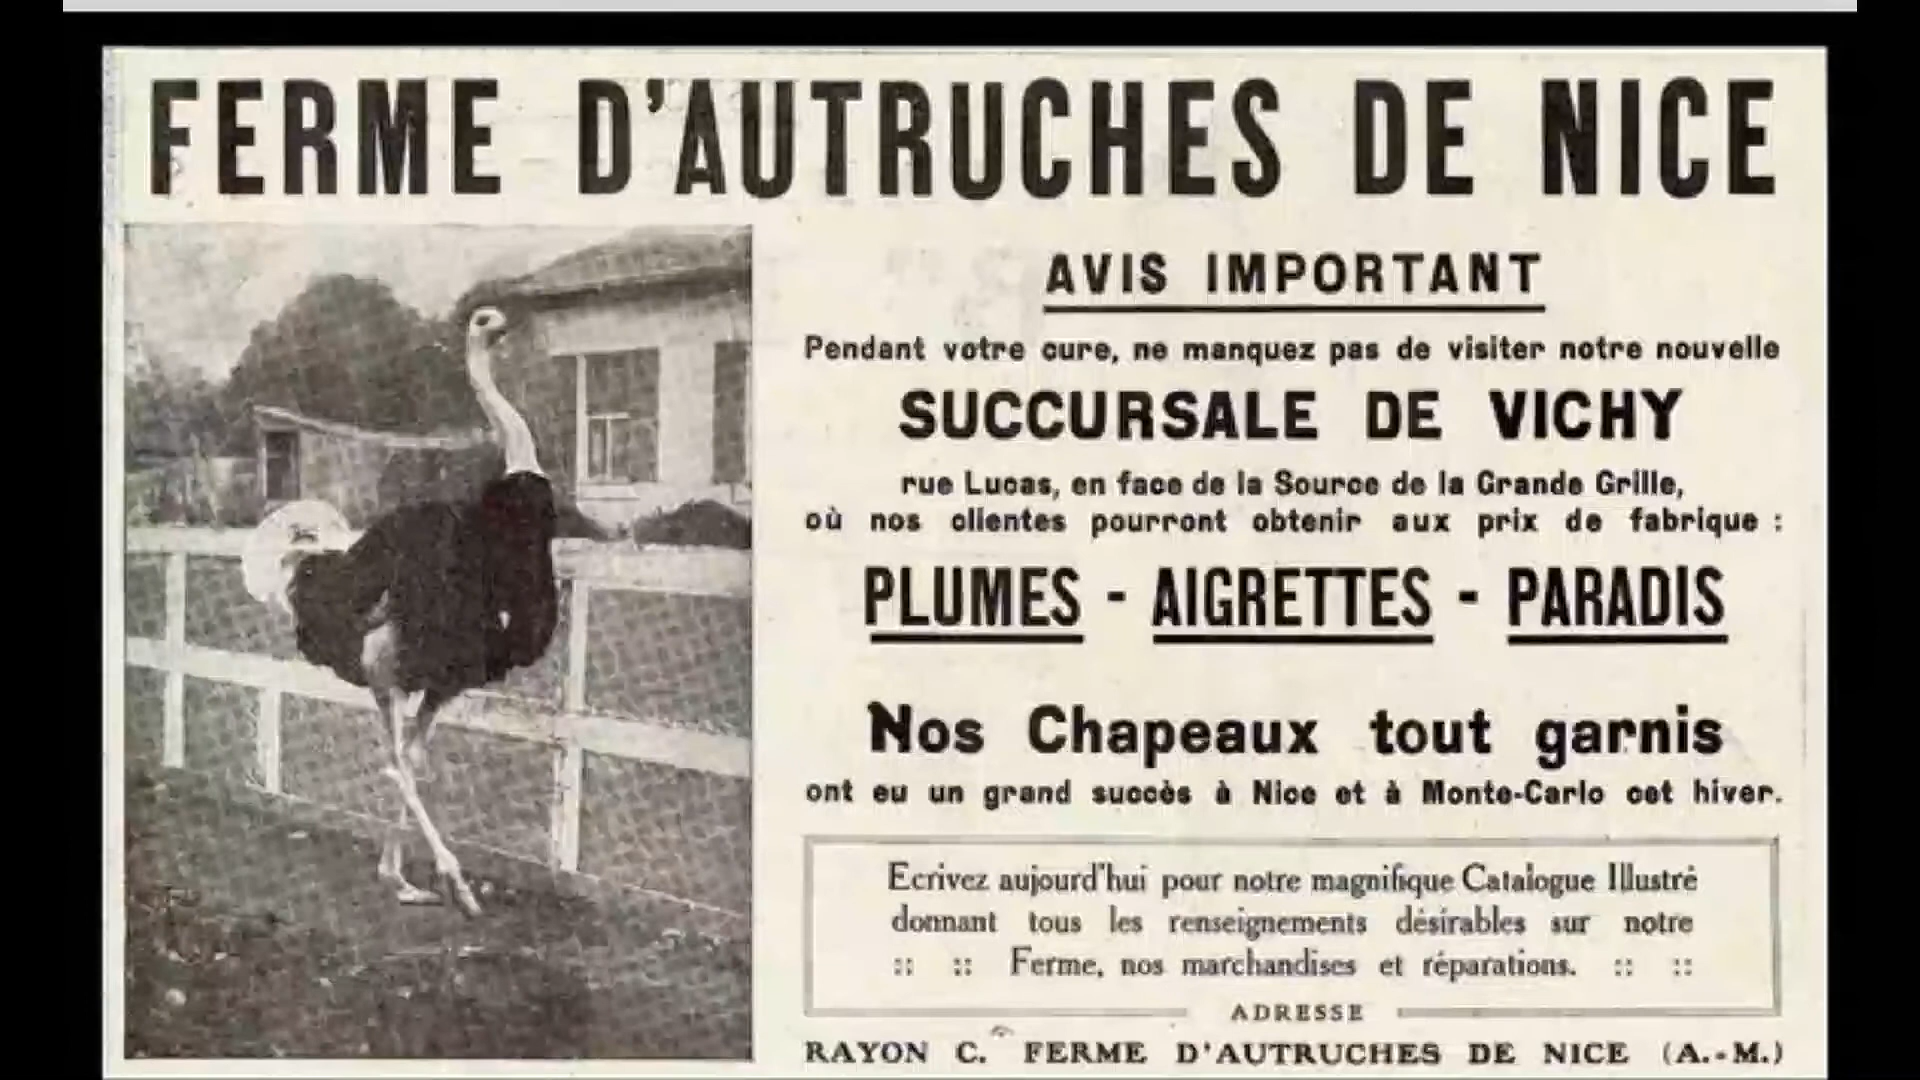 FERME D'AUTRUCHES DE NICE
AVIS IMPORTANT
Pendant votre cure, ne manquez pas de visiter notre nouvelle
SUCCURSALE DE VICHY
rue Lucas, en face de la Source de la Grande Grille,
où nos clientes pourront obtenir aux prix de fabrique :
PLUMES - AIGRETTES - PARADIS
Nos Chapeaux tout garnis
ont eu un grand succès à Nice et à Monte-Carlo cet hiver.
Ecrivez aujourd'hui pour notre magnifique Catalogue Illustré
donnant tous les renseignements désirables sur notre
:: :: Ferme, nos marchandises et réparations. :: ::
ADRESSE
RAYON C. FERME D'AUTRUCHES DE NICE (A.-M.)